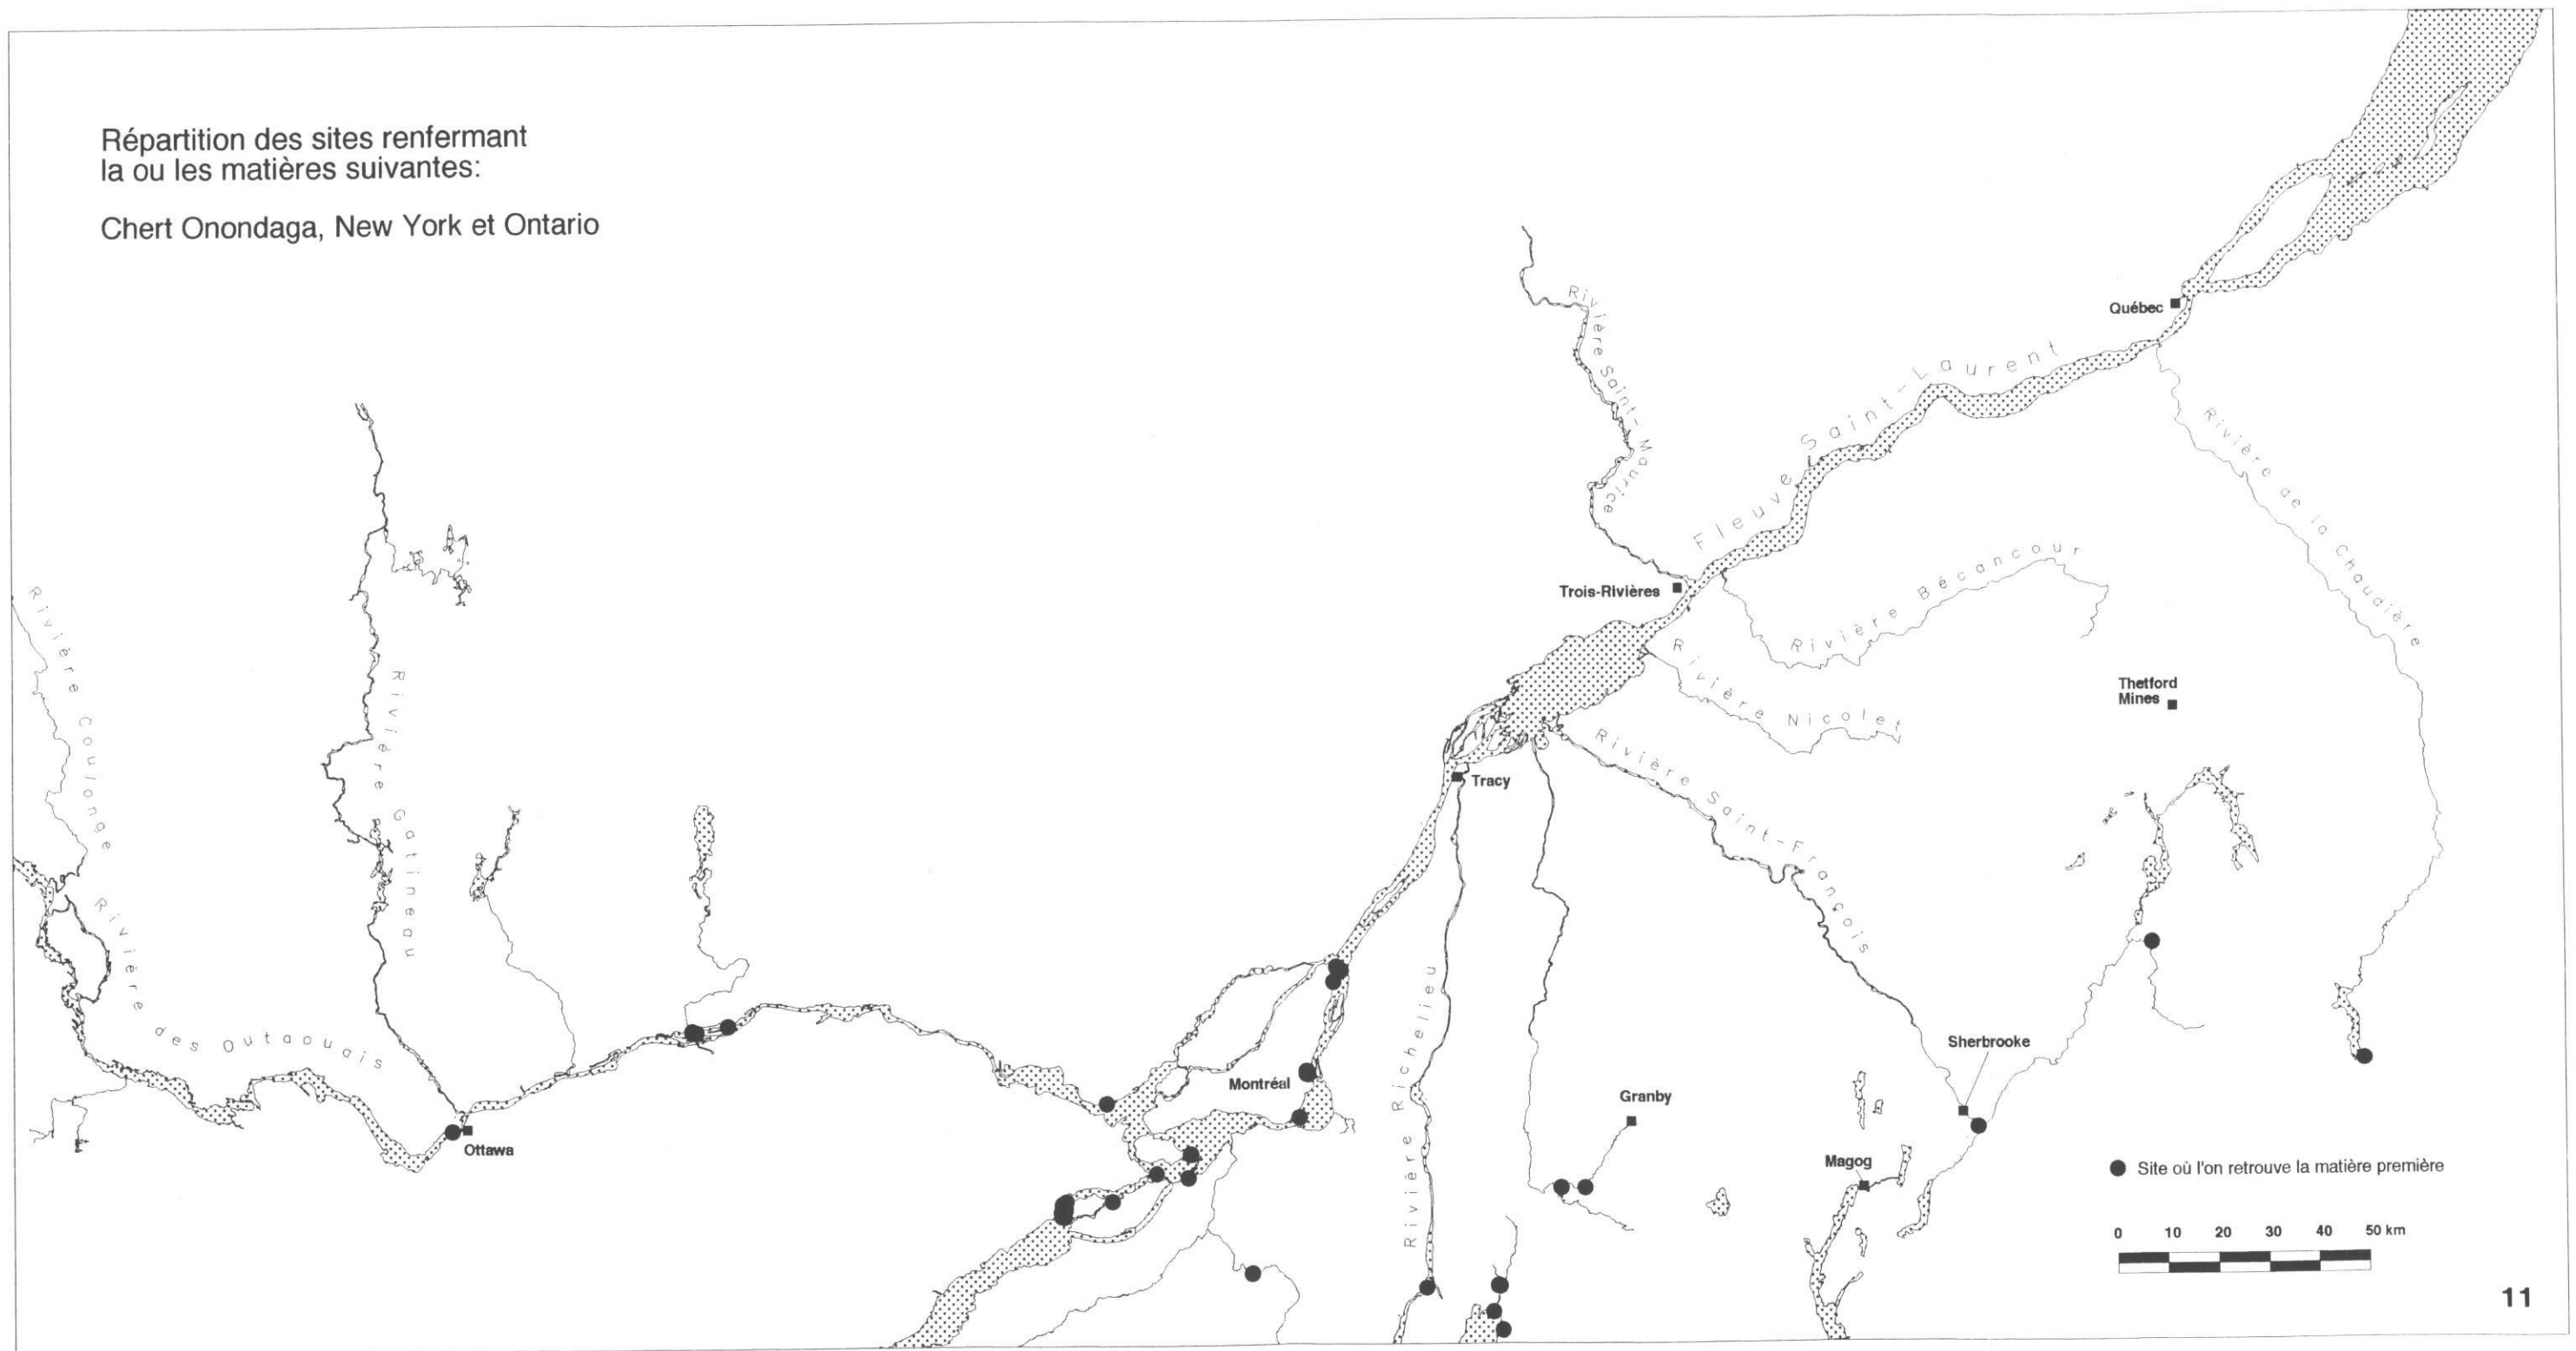 Répartition des sites renfermant
la ou les matières suivantes:
Chert Onondaga, New York et Ontario
Québec
Fleuve Saint-Laurent
Rivière Saint-Maurice
Rivière de la Chaudière
Trois-Rivières
Rivière Bécancour
Rivière Nicolet
Thetford
Mines
Rivière Coulonge
Rivière Gatineau
Tracy
Rivière Saint-François
Rivière des Outaouais
Rivière Richelieu
Sherbrooke
Montréal
Granby
Ottawa
Magog
Site où l'on retrouve la matière première
0 10 20 30 40 50 km
11